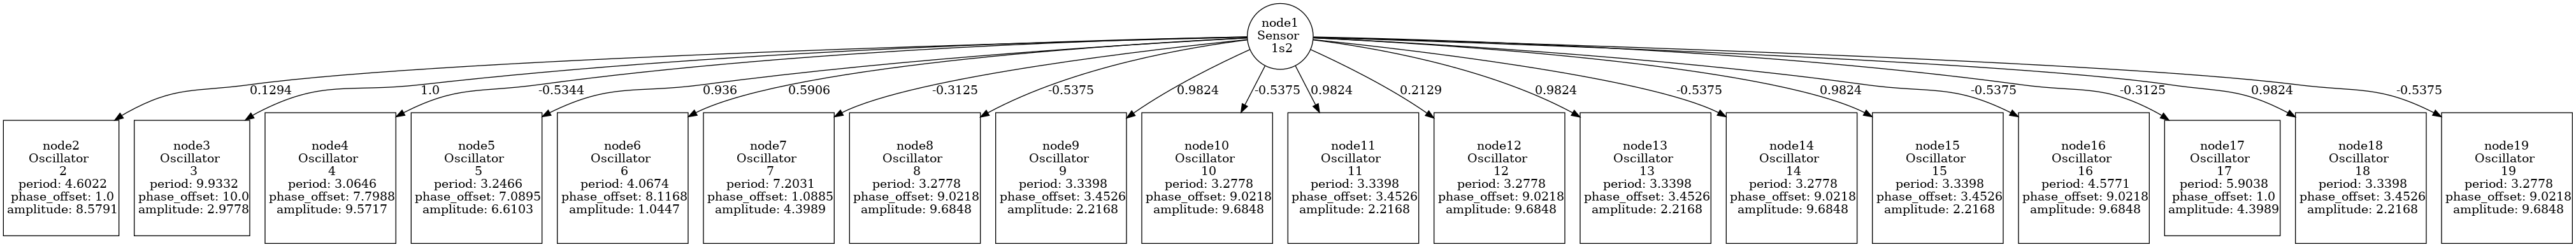 node1
Sensor
1s2
0.1294
1.0
-0.5344
0.936
0.5906
-0.3125
-0.5375
0.9824
-0.5375
0.9824
0.2129
0.9824
-0.5375
0.9824
-0.5375
-0.3125
0.9824
-0.5375
node2
Oscillator
2
period: 4.6022
phase_offset: 1.0
amplitude: 8.5791
node3
Oscillator
3
period: 9.9332
phase_offset: 10.0
amplitude: 2.9778
node4
Oscillator
4
period: 3.0646
phase_offset: 7.7988
amplitude: 9.5717
node5
Oscillator
5
period: 3.2466
phase_offset: 7.0895
amplitude: 6.6103
node6
Oscillator
6
period: 4.0674
phase_offset: 8.1168
amplitude: 1.0447
node7
Oscillator
7
period: 7.2031
phase_offset: 1.0885
amplitude: 4.3989
node8
Oscillator
8
period: 3.2778
phase_offset: 9.0218
amplitude: 9.6848
node9
Oscillator
9
period: 3.3398
phase_offset: 3.4526
amplitude: 2.2168
node10
Oscillator
10
period: 3.2778
phase_offset: 9.0218
amplitude: 9.6848
node11
Oscillator
11
period: 3.3398
phase_offset: 3.4526
amplitude: 2.2168
node12
Oscillator
12
period: 3.2778
phase_offset: 9.0218
amplitude: 9.6848
node13
Oscillator
13
period: 3.3398
phase_offset: 3.4526
amplitude: 2.2168
node14
Oscillator
14
period: 3.2778
phase_offset: 9.0218
amplitude: 9.6848
node15
Oscillator
15
period: 3.3398
phase_offset: 3.4526
amplitude: 2.2168
node16
Oscillator
16
period: 4.5771
phase_offset: 9.0218
amplitude: 9.6848
node17
Oscillator
17
period: 5.9038
phase_offset: 1.0
amplitude: 4.3989
node18
Oscillator
18
period: 3.3398
phase_offset: 3.4526
amplitude: 2.2168
node19
Oscillator
19
period: 3.2778
phase_offset: 9.0218
amplitude: 9.6848